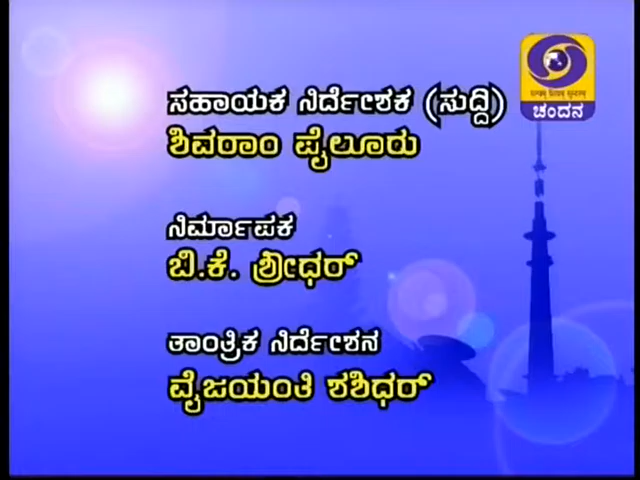 ಸಹಾಯಕ ನಿರ್ದೇಶಕ (ಸುದ್ದಿ)
ಶಿವರಾಂ ಪೈಲೂರು
ನಿರ್ಮಾಪಕ
ಬಿ.ಕೆ. ಶ್ರೀಧರ್
ತಾಂತ್ರಿಕ ನಿರ್ದೇಶನ
ವೈಜಯಂತಿ ಶಶಿಧರ್
ಚಂದನ